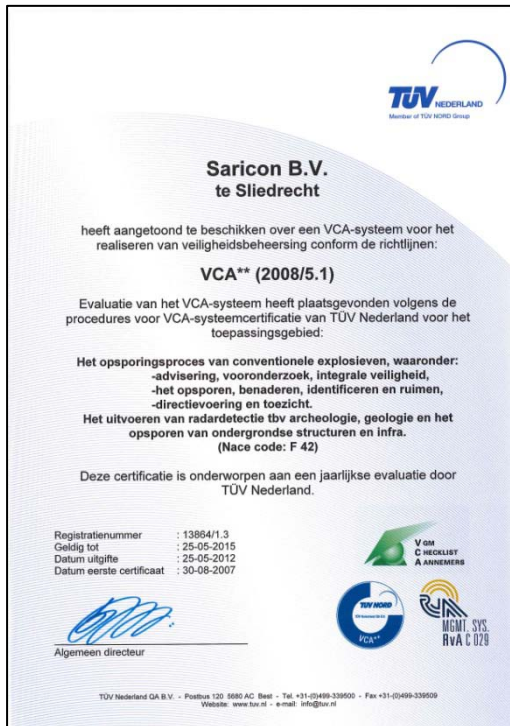 TÜV NEDERLAND
Member of TÜV NORD Group
Saricon B.V.
te Sliedrecht
heeft aangetoond te beschikken over een VCA-systeem voor het
realiseren van veiligheidsbeheersing conform de richtlijnen:
VCA** (2008/5.1)
Evaluatie van het VCA-systeem heeft plaatsgevonden volgens de
procedures voor VCA-systeemcertificatie van TÜV Nederland voor het
toepassingsgebied:
Het opsporingsproces van conventionele explosieven, waaronder:
-advisering, vooronderzoek, integrale veiligheid,
-het opsporen, benaderen, identificeren en ruimen,
-directievoering en toezicht.
Het uitvoeren van radardetectie tbv archeologie, geologie en het
opsporen van ondergrondse structuren en infra.
(Nace code: F 42)
Deze certificatie is onderworpen aan een jaarlijkse evaluatie door
TÜV Nederland.
Registratienummer : 13864/1.3
Geldig tot : 25-05-2015
Datum uitgifte : 25-05-2012
Datum eerste certificaat : 30-08-2007
V GM
C HECKLIST
A ANNEMERS
TÜV NORD
VCA**
RvA
MGMT. SYS.
RvA C 029
Algemeen directeur
TÜV Nederland QA B.V. - Postbus 120 5680 AC Best - Tel. +31-(0)499-339500 - Fax +31-(0)499-339509
Website: www.tuv.nl - e-mail: info@tuv.nl